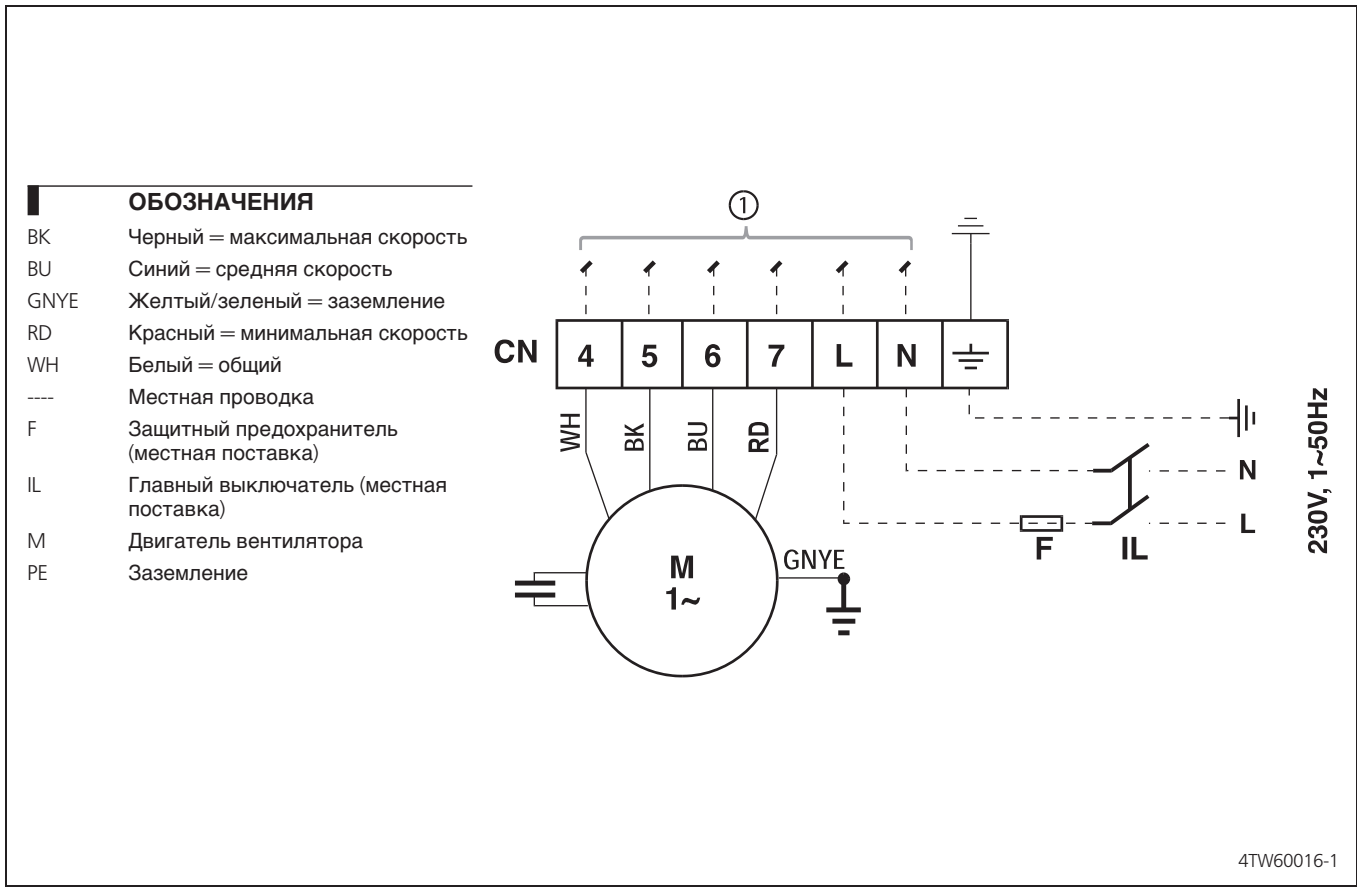 ОБОЗНАЧЕНИЯ
BK Черный = максимальная скорость
BU Синий = средняя скорость
GNYE Желтый/зеленый = заземление
RD Красный = минимальная скорость
WH Белый = общий
---- Местная проводка
F Защитный предохранитель
(местная поставка)
IL Главный выключатель (местная
поставка)
M Двигатель вентилятора
PE Заземление
①
CN 4 5 6 7 L N
WH BK BU RD
M
1~
GNYE
F IL
N
L
230V, 1~50Hz
4TW60016-1